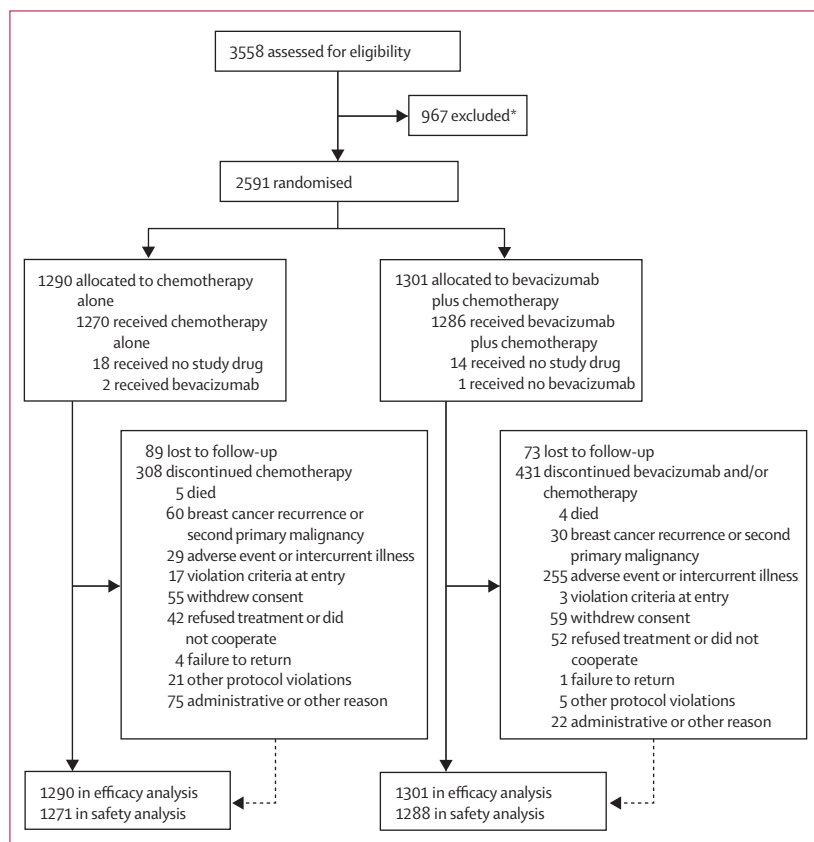 3558 assessed for eligibility
967 excluded*
2591 randomised
1290 allocated to chemotherapy
alone
1270 received chemotherapy
alone
18 received no study drug
2 received bevacizumab
1301 allocated to bevacizumab
plus chemotherapy
1286 received bevacizumab
plus chemotherapy
14 received no study drug
1 received no bevacizumab
89 lost to follow-up
308 discontinued chemotherapy
5 died
60 breast cancer recurrence or
second primary malignancy
29 adverse event or intercurrent illness
17 violation criteria at entry
55 withdrew consent
42 refused treatment or did
not cooperate
4 failure to return
21 other protocol violations
75 administrative or other reason
73 lost to follow-up
431 discontinued bevacizumab and/or
chemotherapy
4 died
30 breast cancer recurrence or second
primary malignancy
255 adverse event or intercurrent illness
3 violation criteria at entry
59 withdrew consent
52 refused treatment or did not
cooperate
1 failure to return
5 other protocol violations
22 administrative or other reason
1290 in efficacy analysis
1271 in safety analysis
1301 in efficacy analysis
1288 in safety analysis